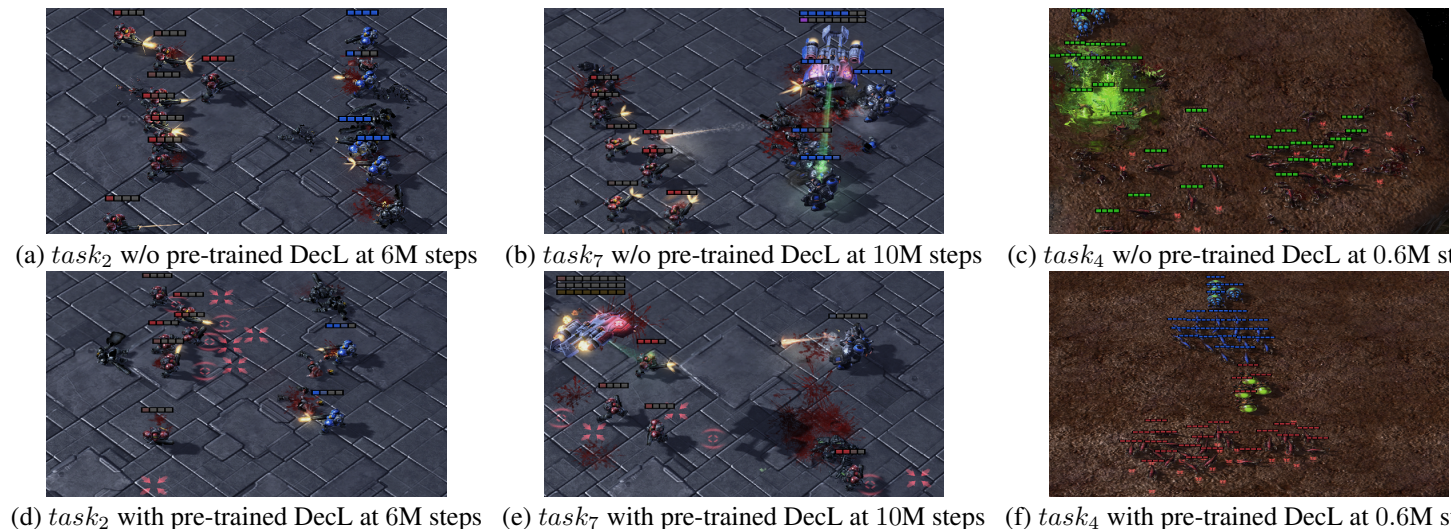 (a) task₂ w/o pre-trained DecL at 6M steps (b) task₇ w/o pre-trained DecL at 10M steps (c) task₄ w/o pre-trained DecL at 0.6M st
(d) task₂ with pre-trained DecL at 6M steps (e) task₇ with pre-trained DecL at 10M steps (f) task₄ with pre-trained DecL at 0.6M st